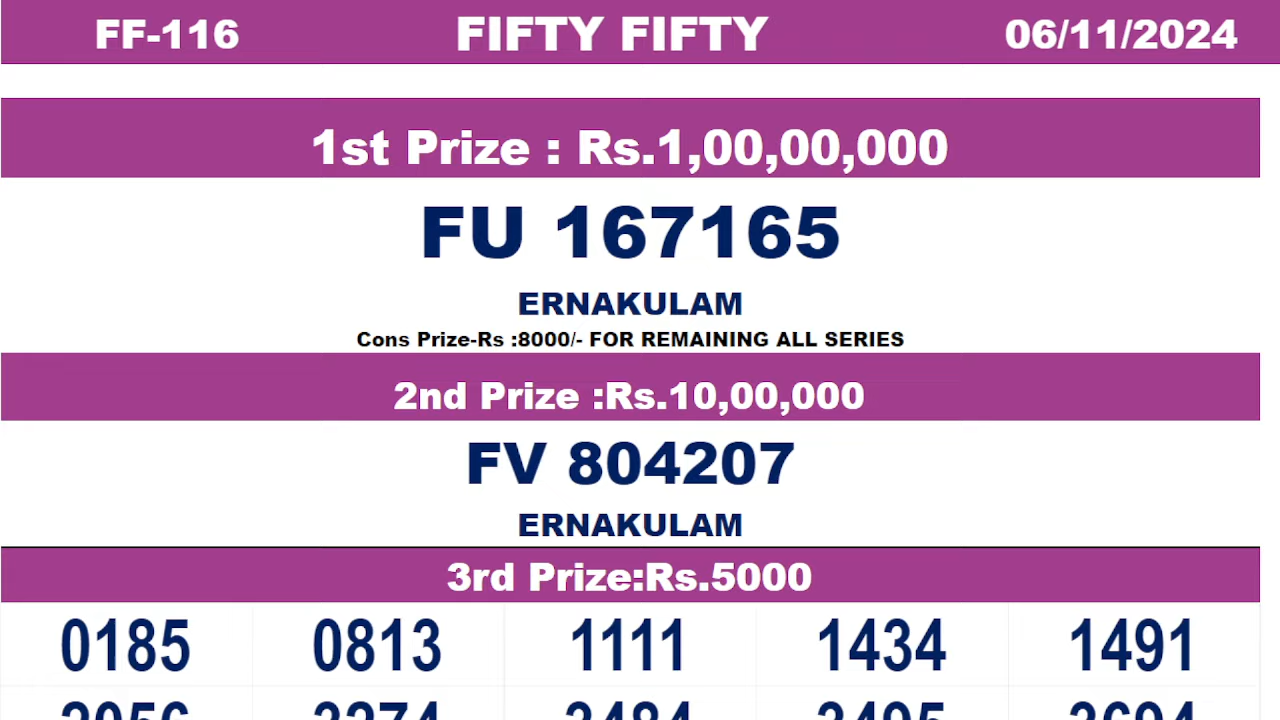 FF-116 FIFTY FIFTY 06/11/2024
1st Prize : Rs.1,00,00,000
FU 167165
ERNAKULAM
Cons Prize-Rs :8000/- FOR REMAINING ALL SERIES
2nd Prize :Rs.10,00,000
FV 804207
ERNAKULAM
3rd Prize:Rs.5000
0185 0813 1111 1434 1491